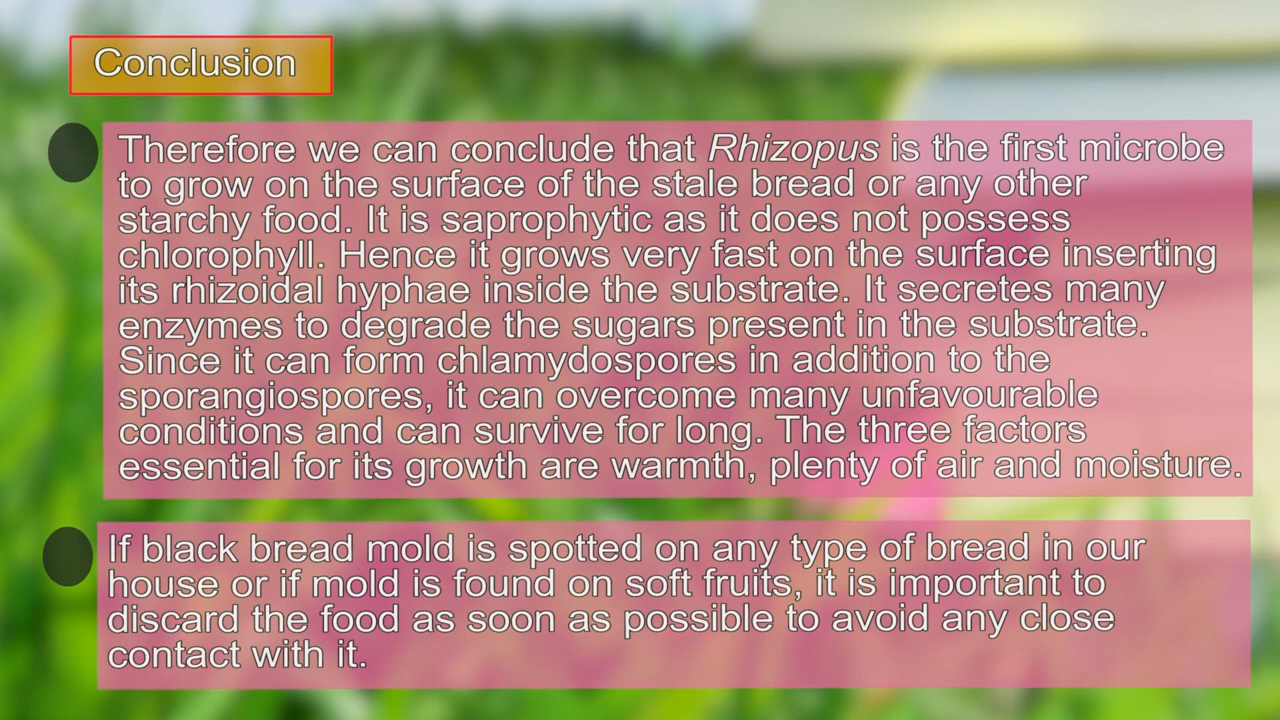 Conclusion
Therefore we can conclude that Rhizopus is the first microbe
to grow on the surface of the stale bread or any other
starchy food. It is saprophytic as it does not possess
chlorophyll. Hence it grows very fast on the surface inserting
its rhizoidal hyphae inside the substrate. It secretes many
enzymes to degrade the sugars present in the substrate.
Since it can form chlamydospores in addition to the
sporangiospores, it can overcome many unfavourable
conditions and can survive for long. The three factors
essential for its growth are warmth, plenty of air and moisture.
If black bread mold is spotted on any type of bread in our
house or if mold is found on soft fruits, it is important to
discard the food as soon as possible to avoid any close
contact with it.